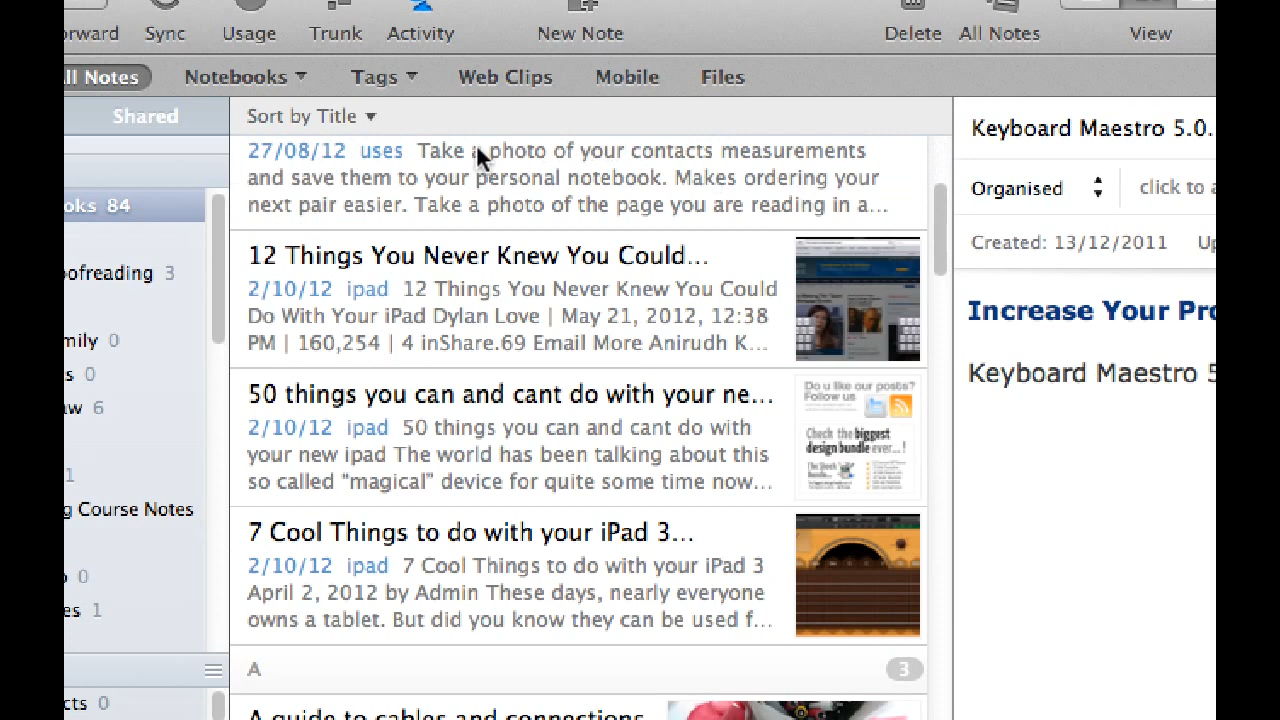 orward Sync Usage Trunk Activity New Note Delete All Notes View
ll Notes Notebooks Tags Web Clips Mobile Files
Shared
Sort by Title
Keyboard Maestro 5.0.
27/08/12 uses Take a photo of your contacts measurements
and save them to your personal notebook. Makes ordering your
next pair easier. Take a photo of the page you are reading in a...
Organised click to a
oks 84
Created: 13/12/2011 Up
12 Things You Never Knew You Could...
2/10/12 ipad 12 Things You Never Knew You Could
Do With Your iPad Dylan Love | May 21, 2012, 12:38
PM | 160,254 | 4 inShare.69 Email More Anirudh K...
oofreading 3
Increase Your Pro
mily 0
s 0
Keyboard Maestro 5
50 things you can and cant do with your ne...
2/10/12 ipad 50 things you can and cant do with
your new ipad The world has been talking about this
so called “magical” device for quite some time now...
Do u like our posts?
Follow us
Check the biggest
design bundle ever...!
aw 6
1
g Course Notes
7 Cool Things to do with your iPad 3...
2/10/12 ipad 7 Cool Things to do with your iPad 3
April 2, 2012 by Admin These days, nearly everyone
owns a tablet. But did you know they can be used f...
o 0
es 1
A 3
cts 0
A guide to cables and connections